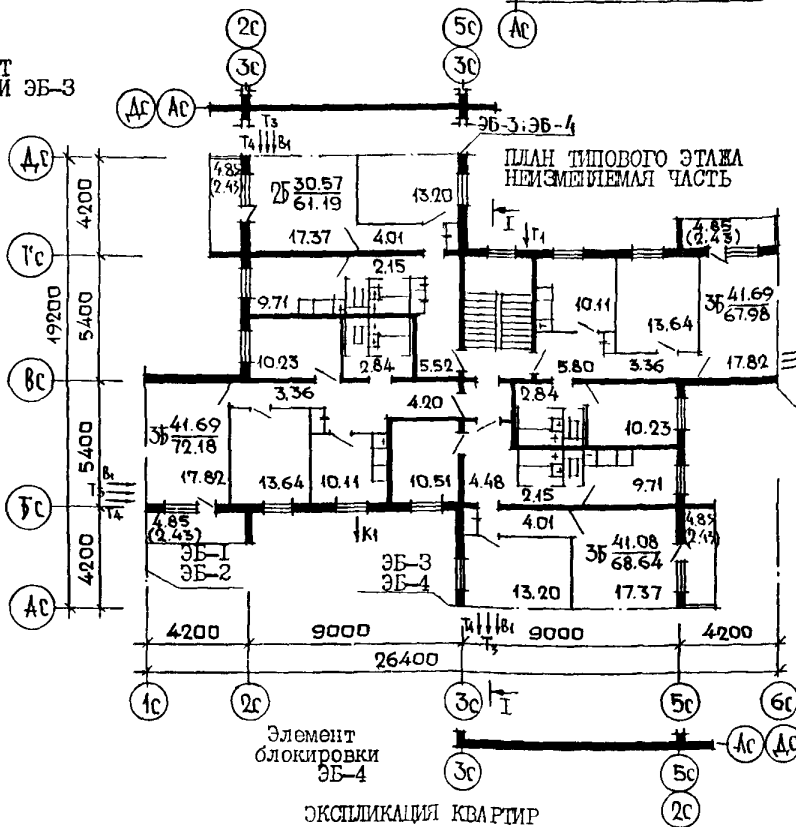 2с 5с Ас
3с 3с
Т
Й ЭБ-3
Дс Ас
Т3
Т4 В1
ЭБ-3; ЭБ-4
Дс
ПЛАН ТИПОВОГО ЭТАЖА
НЕИЗМЕНЯЕМАЯ ЧАСТЬ
4.85
(2.43)
2Б 30.57
61.19
13.20
I
Г1
4.85
(2.43)
4200
17.37 4.01
Гс
2.15
9.71
10.11
3Б 41.69
67.98
13.64
19200
5400
10.23 2.84 5.52 5.80 3.36 17.82
Вс
3.36 4.20 2.84
3Б 41.69
72.18
10.23
5400
17.82 13.64 10.11 10.51 4.48 9.71
В1
Т3
Т4
2.15
Бс
4.85
(2.43)
К1
4.01
3Б 41.08
68.64
4.85
(2.43)
ЭБ-1
ЭБ-2
ЭБ-3
ЭБ-4
4200
13.20 17.37
Ас
Т4 В1
Т3
4200 9000 9000 4200
26400
1с 2с 3с I 5с 6с
Элемент
блокировки
ЭБ-4
Ас Дс
3с 5с
2с
ЭКСПЛИКАЦИЯ КВАРТИР